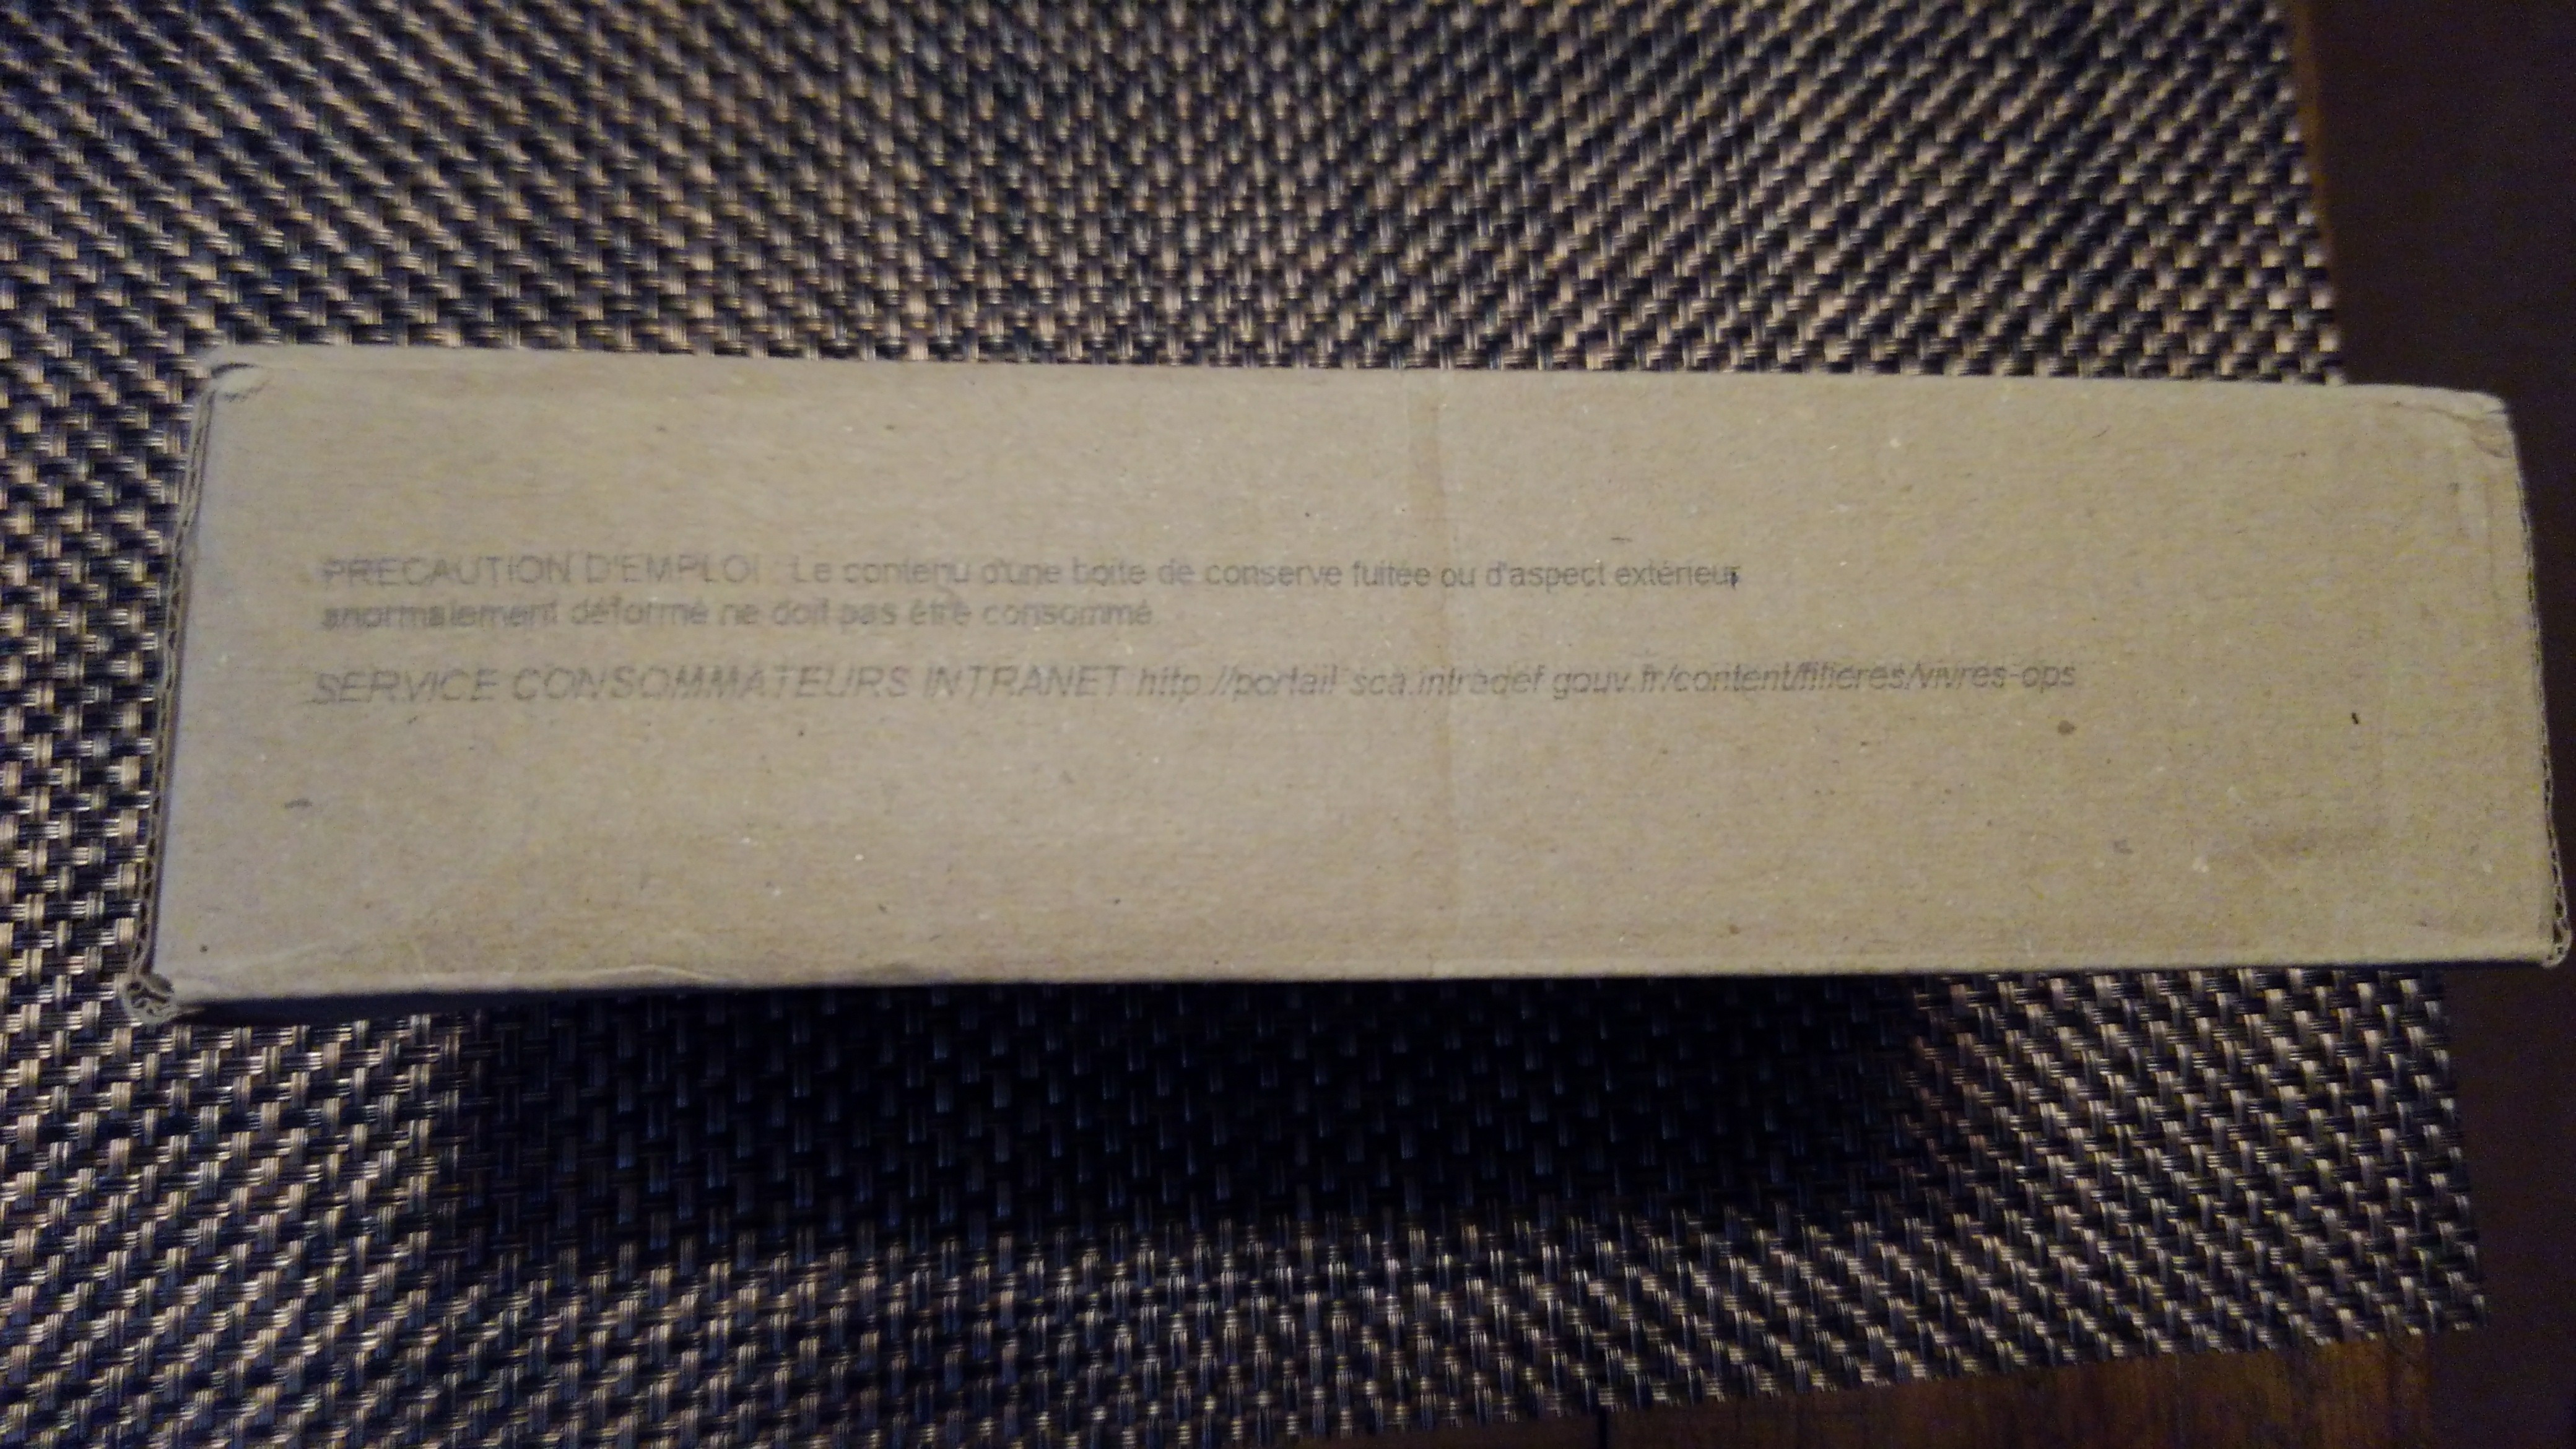 PRECAUTION D'EMPLOI : Le contenu d'une boite de conserve fuitée ou d'aspect extérieur
anormalement déformé ne doit pas être consommé
SERVICE CONSOMMATEURS INTRANET http://portail-sca.intradef.gouv.fr/content/filieres/vivres-ops